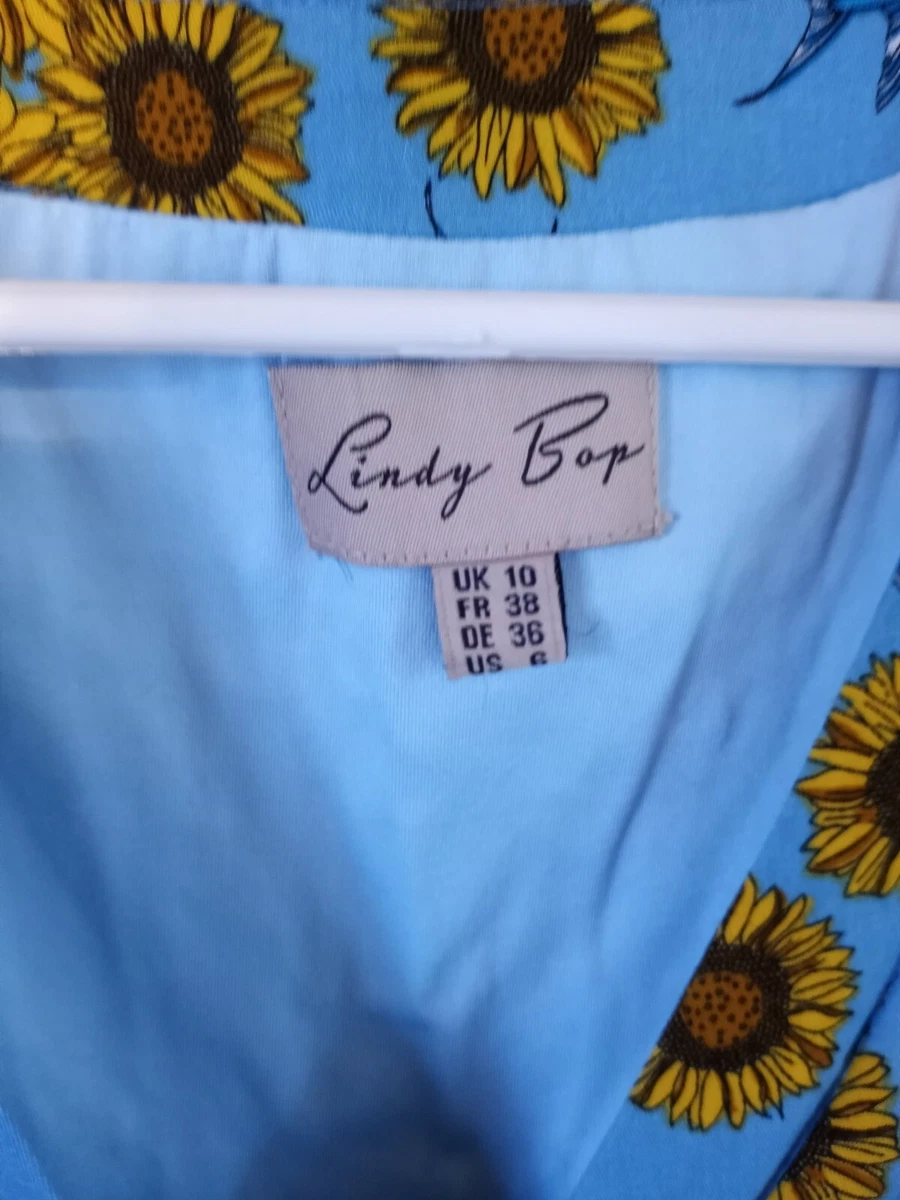 Lindy Bop
UK 10
FR 38
DE 36
US 6